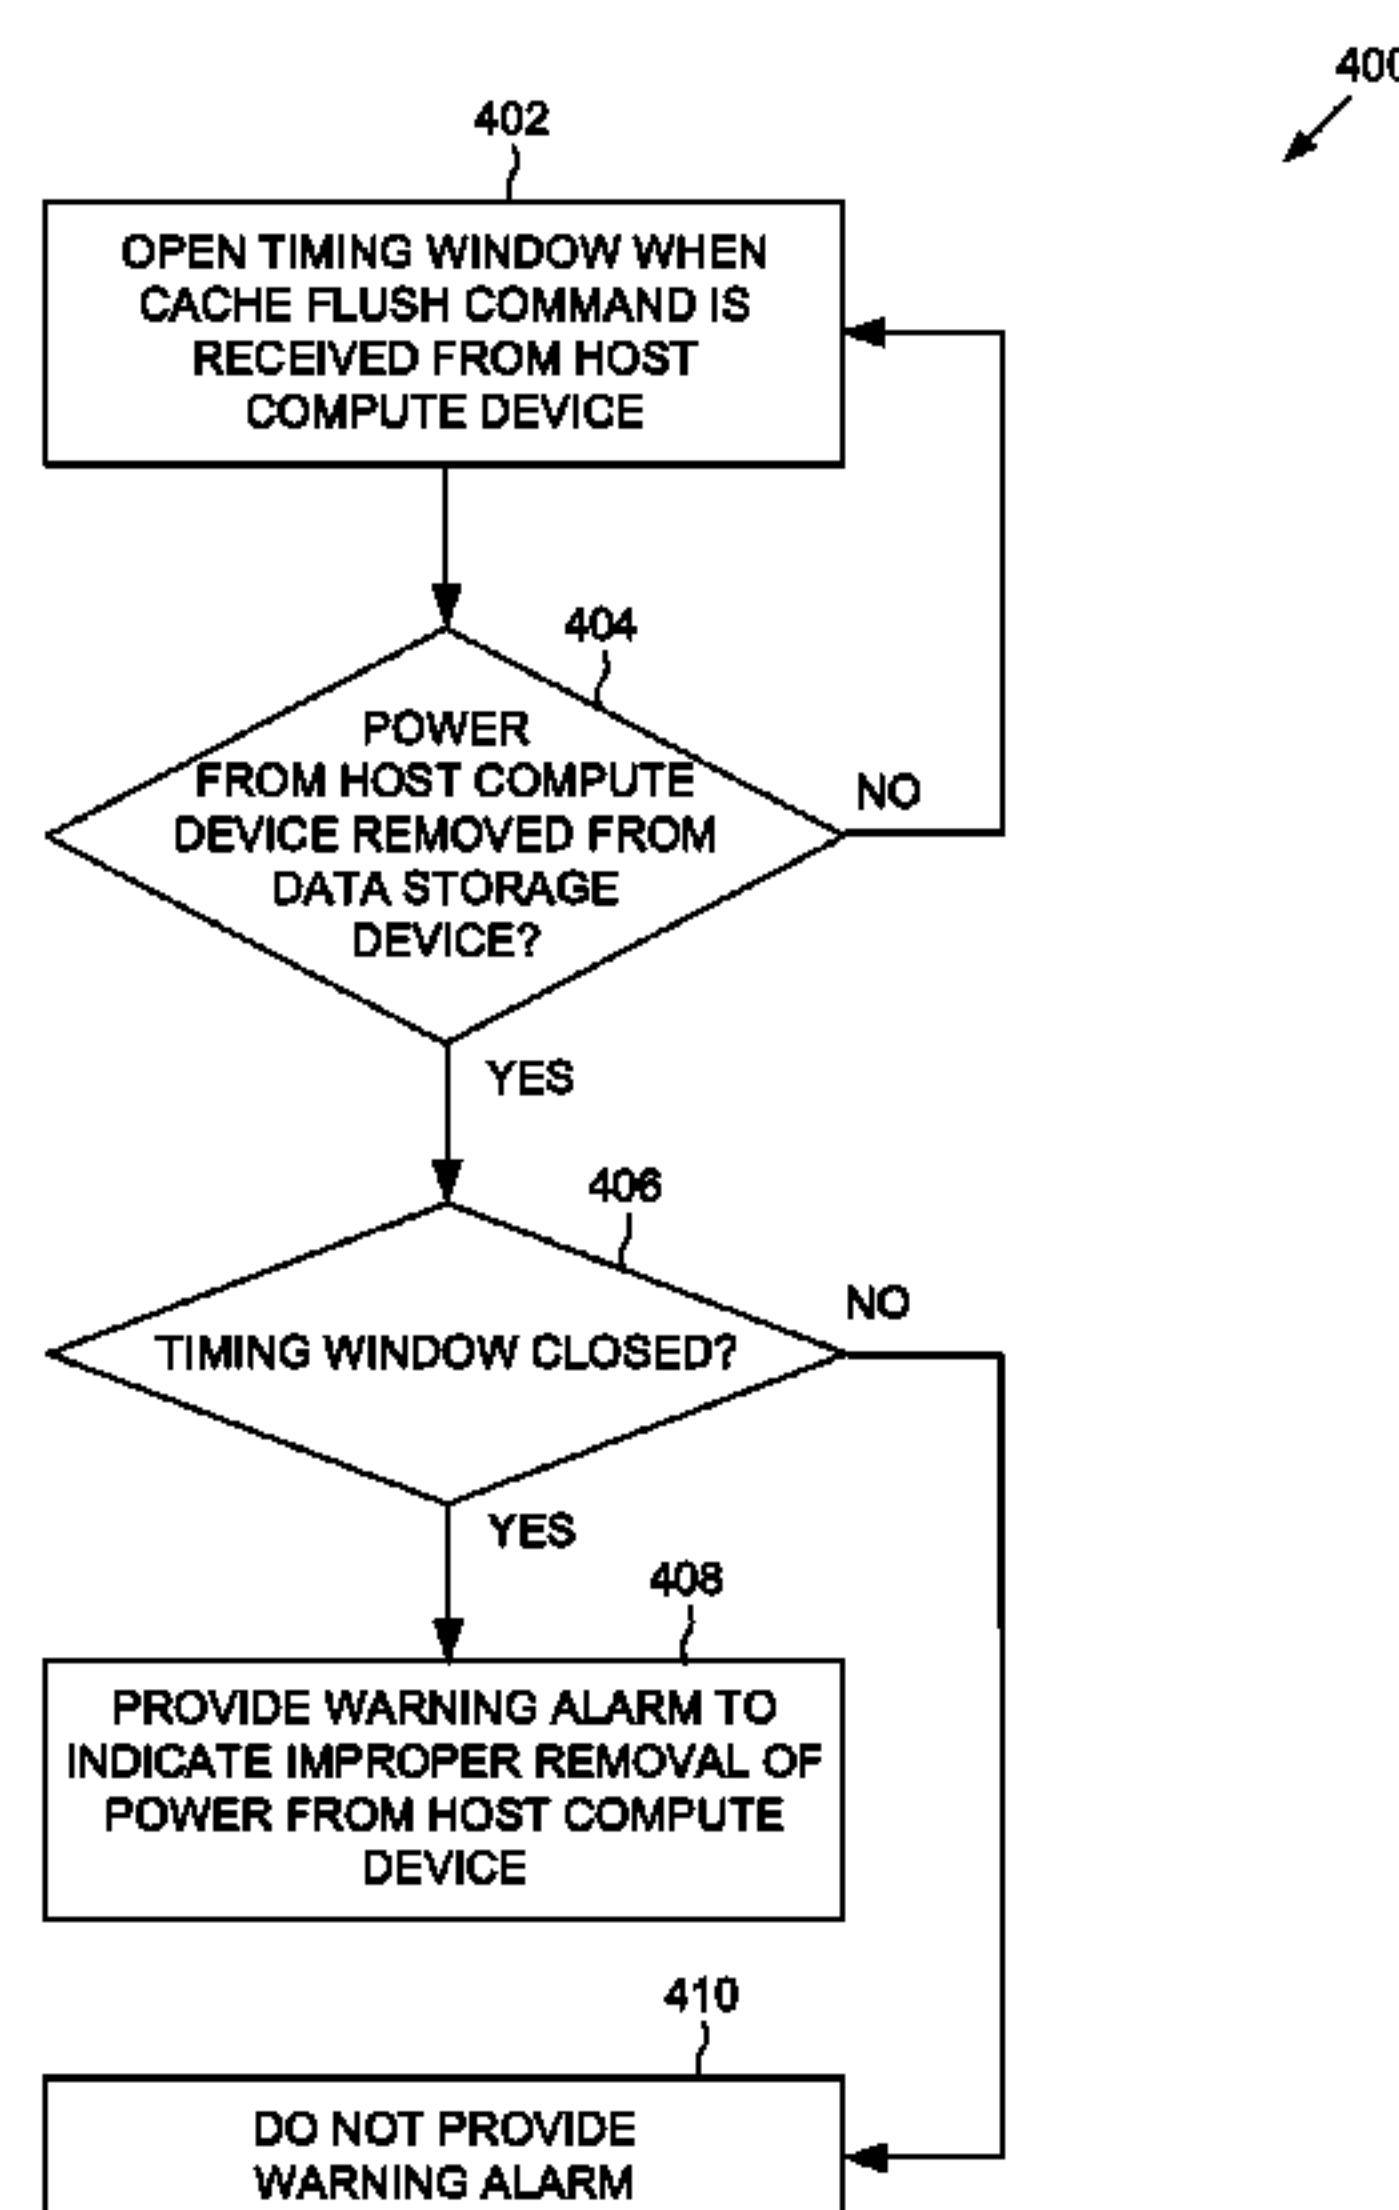 400
402
OPEN TIMING WINDOW WHEN
CACHE FLUSH COMMAND IS
RECEIVED FROM HOST
COMPUTE DEVICE
404
POWER
FROM HOST COMPUTE
DEVICE REMOVED FROM
DATA STORAGE
DEVICE?
NO
YES
406
TIMING WINDOW CLOSED?
NO
YES
408
PROVIDE WARNING ALARM TO
INDICATE IMPROPER REMOVAL OF
POWER FROM HOST COMPUTE
DEVICE
410
DO NOT PROVIDE
WARNING ALARM